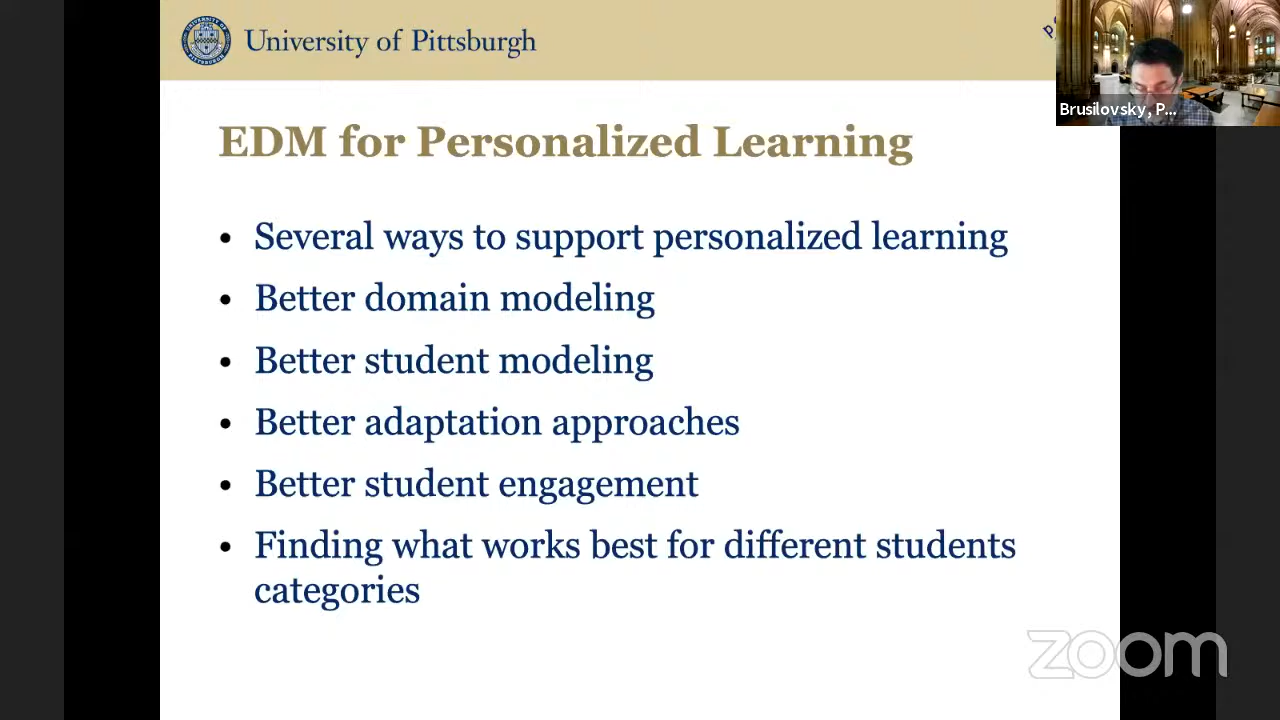 University of Pittsburgh
Brusilovsky, P...
EDM for Personalized Learning
• Several ways to support personalized learning
• Better domain modeling
• Better student modeling
• Better adaptation approaches
• Better student engagement
• Finding what works best for different students
categories
zoom